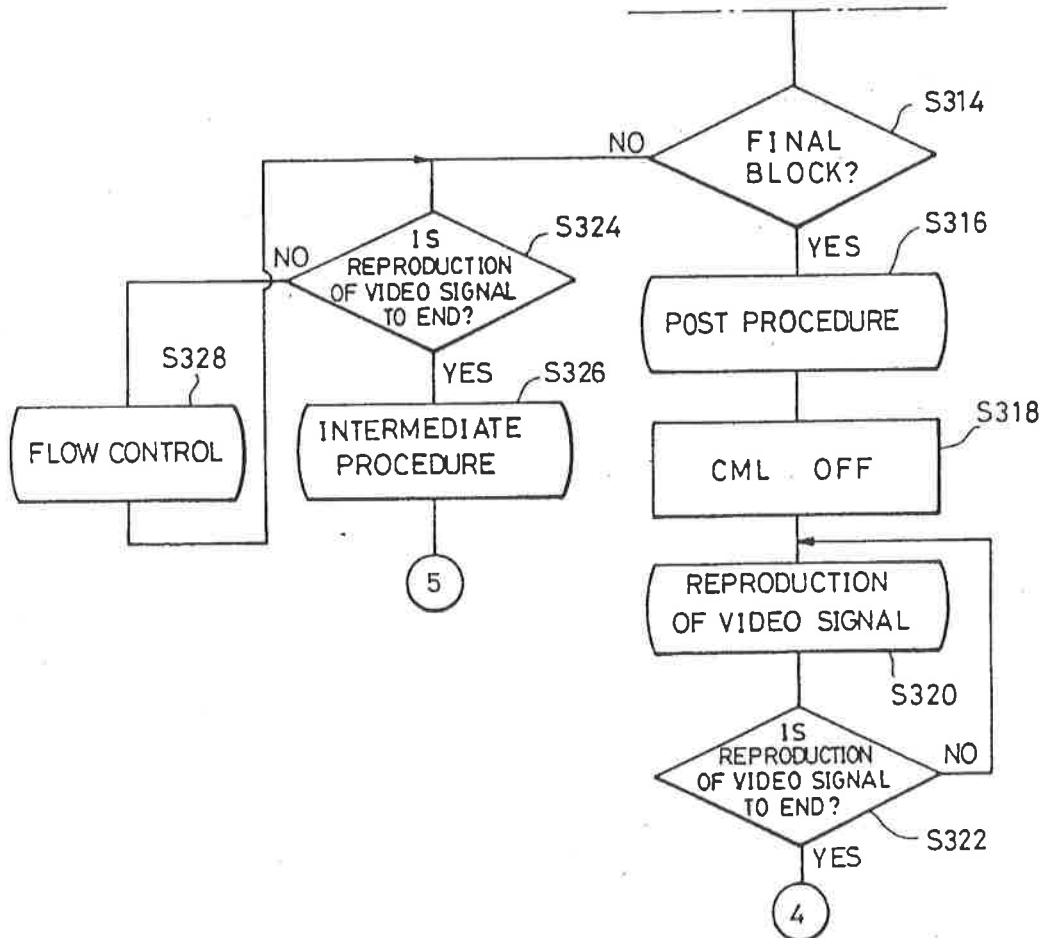 S314
NO
FINAL
BLOCK?
YES
S316
POST PROCEDURE
S318
CML OFF
REPRODUCTION
OF VIDEO SIGNAL
S320
IS
REPRODUCTION
OF VIDEO SIGNAL
TO END?
NO
S322
YES
4
S324
IS
REPRODUCTION
OF VIDEO SIGNAL
TO END?
NO
YES
S326
INTERMEDIATE
PROCEDURE
5
S328
FLOW CONTROL